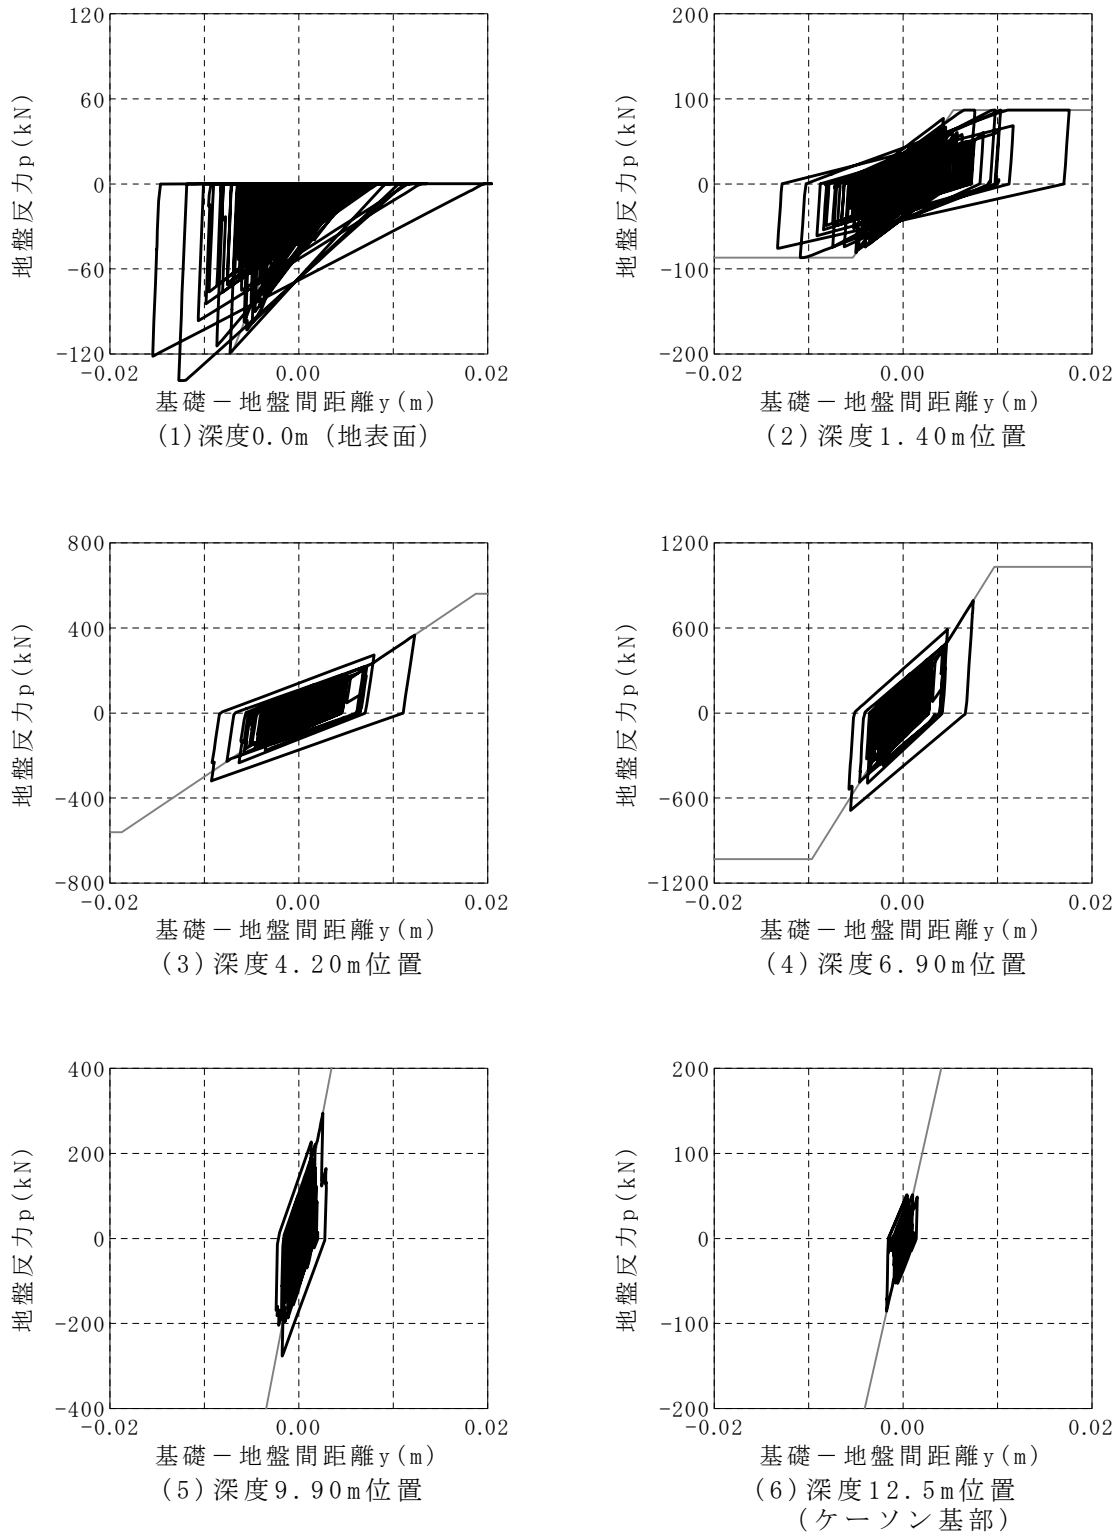 120
60
0
−60
−120
−0.02
0.00
0.02
地盤反力p(kN)
基礎－地盤間距離y(m)
(1)深度0.0m (地表面)
200
100
0
−100
−200
−0.02
0.00
0.02
地盤反力p(kN)
基礎－地盤間距離y(m)
(2)深度1.40m位置
800
400
0
−400
−800
−0.02
0.00
0.02
地盤反力p(kN)
基礎－地盤間距離y(m)
(3)深度4.20m位置
1200
600
0
−600
−1200
−0.02
0.00
0.02
地盤反力p(kN)
基礎－地盤間距離y(m)
(4)深度6.90m位置
400
200
0
−200
−400
−0.02
0.00
0.02
地盤反力p(kN)
基礎－地盤間距離y(m)
(5)深度9.90m位置
200
100
0
−100
−200
−0.02
0.00
0.02
地盤反力p(kN)
基礎－地盤間距離y(m)
(6)深度12.5m位置
(ケーソン基部)